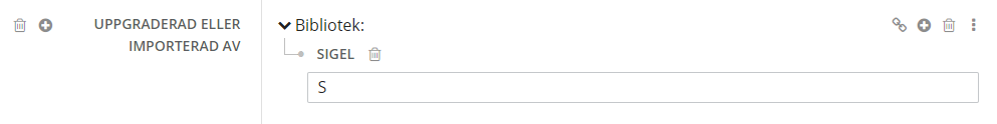 UPPGRADERAD ELLER
IMPORTERAD AV
Bibliotek:
SIGEL
S